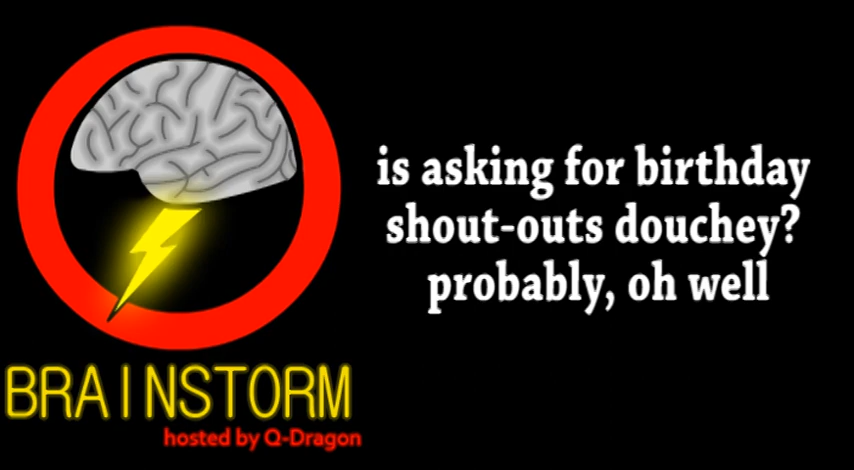 is asking for birthday
shout-outs douchey?
probably, oh well
BRAINSTORM
hosted by Q-Dragon